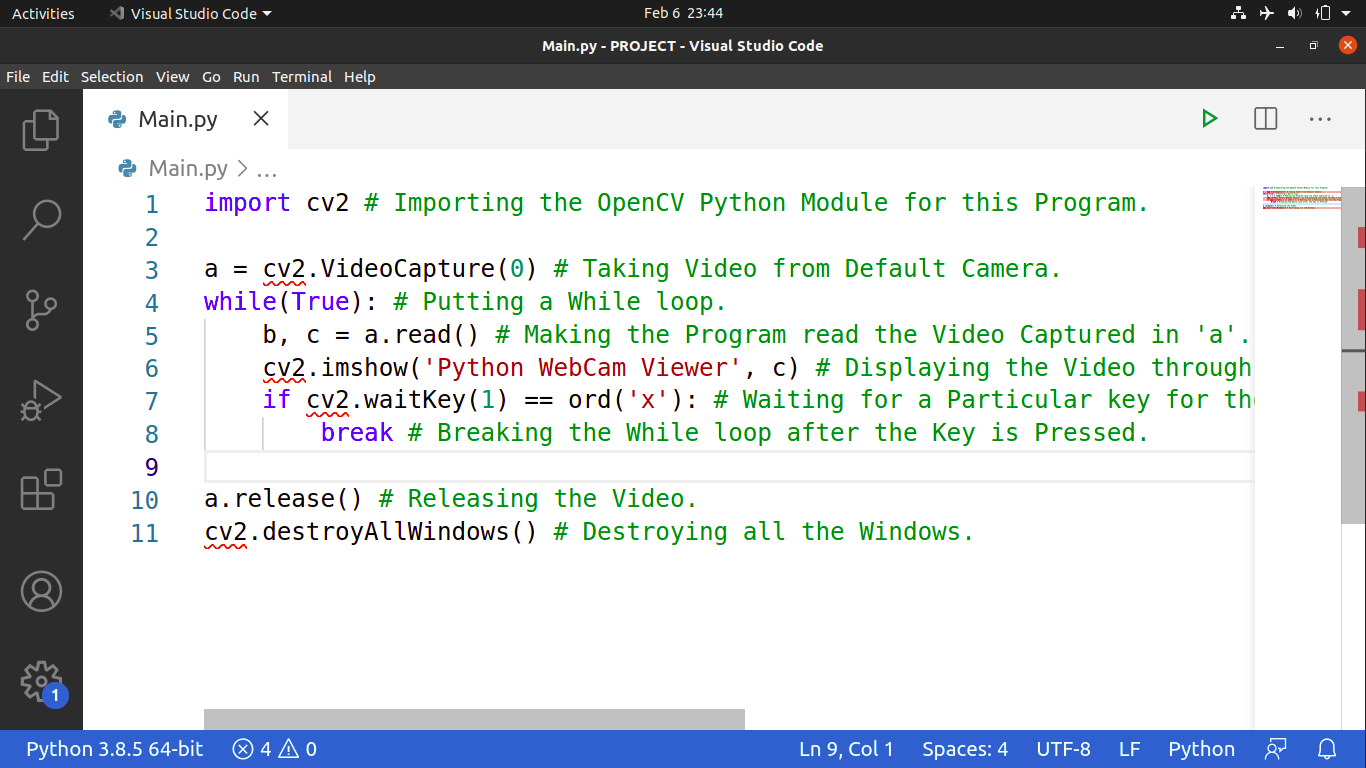 Activities Visual Studio Code Feb 6 23:44
Main.py - PROJECT - Visual Studio Code
File Edit Selection View Go Run Terminal Help
Main.py
Main.py > ...
1 import cv2 # Importing the OpenCV Python Module for this Program.
2
3 a = cv2.VideoCapture(0) # Taking Video from Default Camera.
4 while(True): # Putting a While loop.
5 b, c = a.read() # Making the Program read the Video Captured in 'a'.
6 cv2.imshow('Python WebCam Viewer', c) # Displaying the Video through
7 if cv2.waitKey(1) == ord('x'): # Waiting for a Particular key for the
8 break # Breaking the While loop after the Key is Pressed.
9
10 a.release() # Releasing the Video.
11 cv2.destroyAllWindows() # Destroying all the Windows.
1
Python 3.8.5 64-bit 4 0 Ln 9, Col 1 Spaces: 4 UTF-8 LF Python